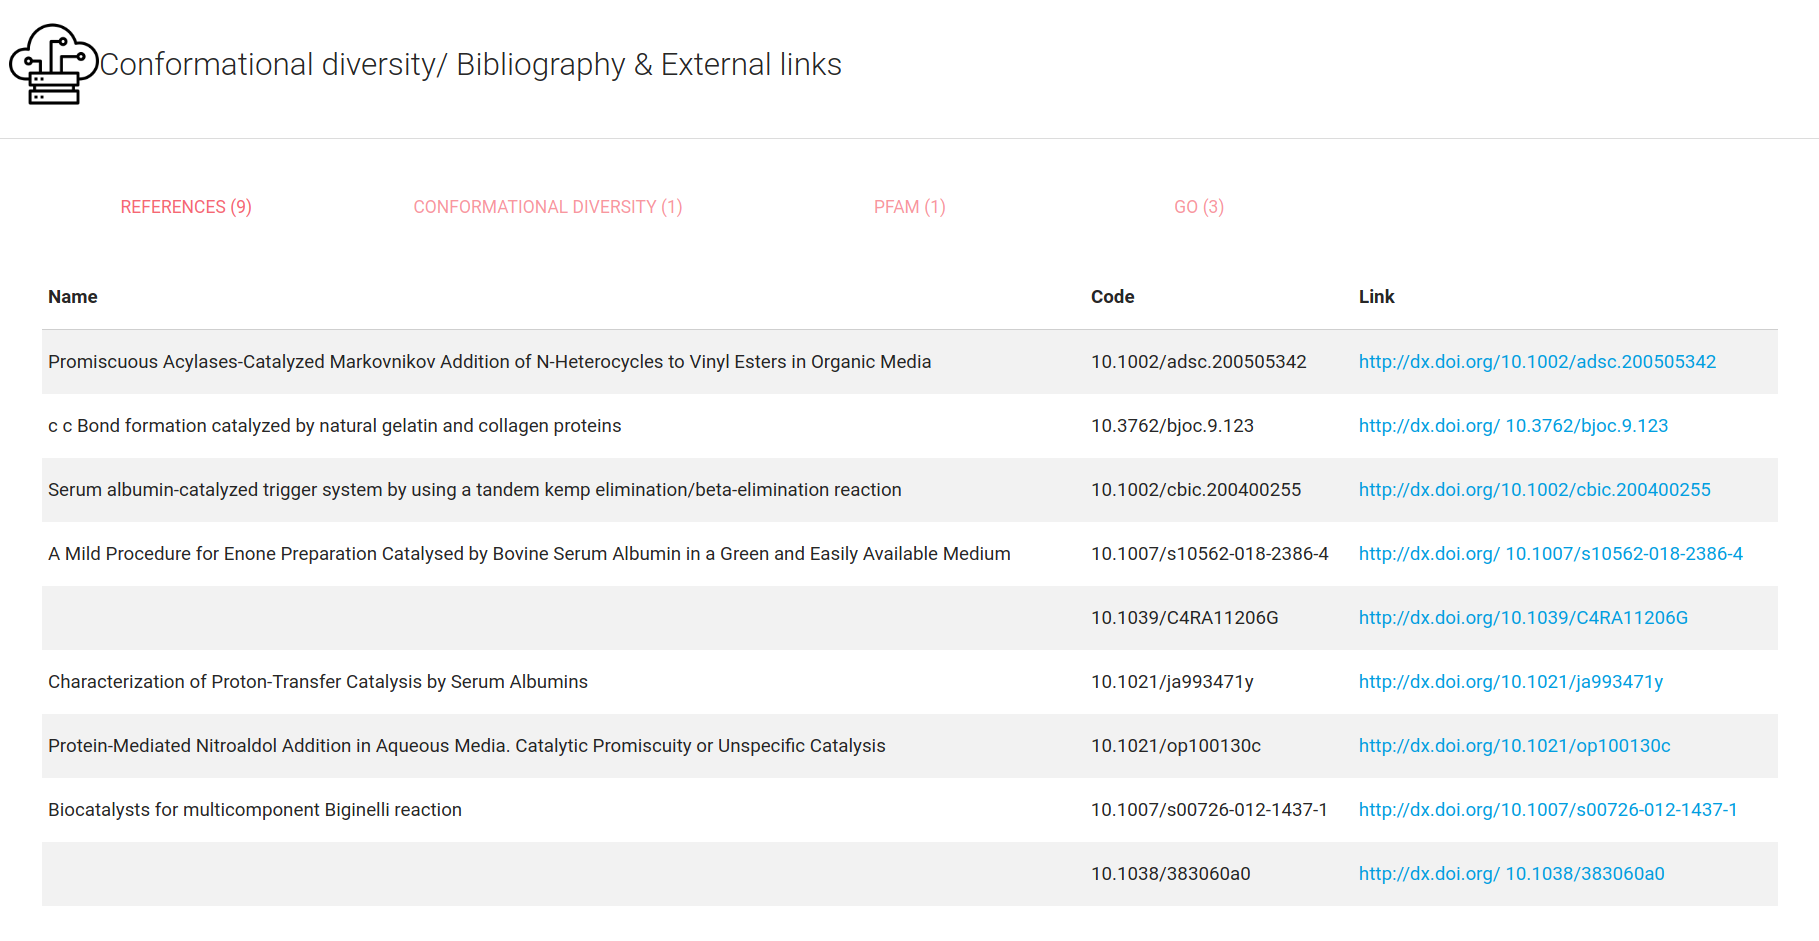 Conformational diversity/ Bibliography & External links
REFERENCES (9) CONFORMATIONAL DIVERSITY (1) PFAM (1) GO (3)
Name Code Link
Promiscuous Acylases-Catalyzed Markovnikov Addition of N-Heterocycles to Vinyl Esters in Organic Media 10.1002/adsc.200505342 http://dx.doi.org/10.1002/adsc.200505342
c c Bond formation catalyzed by natural gelatin and collagen proteins 10.3762/bjoc.9.123 http://dx.doi.org/ 10.3762/bjoc.9.123
Serum albumin-catalyzed trigger system by using a tandem kemp elimination/beta-elimination reaction 10.1002/cbic.200400255 http://dx.doi.org/10.1002/cbic.200400255
A Mild Procedure for Enone Preparation Catalysed by Bovine Serum Albumin in a Green and Easily Available Medium 10.1007/s10562-018-2386-4 http://dx.doi.org/ 10.1007/s10562-018-2386-4
10.1039/C4RA11206G http://dx.doi.org/10.1039/C4RA11206G
Characterization of Proton-Transfer Catalysis by Serum Albumins 10.1021/ja993471y http://dx.doi.org/10.1021/ja993471y
Protein-Mediated Nitroaldol Addition in Aqueous Media. Catalytic Promiscuity or Unspecific Catalysis 10.1021/op100130c http://dx.doi.org/10.1021/op100130c
Biocatalysts for multicomponent Biginelli reaction 10.1007/s00726-012-1437-1 http://dx.doi.org/10.1007/s00726-012-1437-1
10.1038/383060a0 http://dx.doi.org/ 10.1038/383060a0